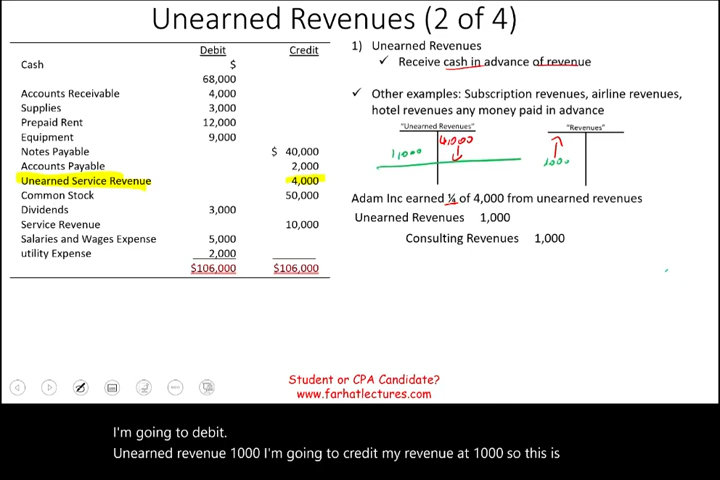 Unearned Revenues (2 of 4)
Debit Credit
Cash $
68,000
Accounts Receivable 4,000
Supplies 3,000
Prepaid Rent 12,000
Equipment 9,000
Notes Payable $ 40,000
Accounts Payable 2,000
Unearned Service Revenue 4,000
Common Stock 50,000
Dividends 3,000
Service Revenue 10,000
Salaries and Wages Expense 5,000
utility Expense 2,000
$106,000 $106,000
1) Unearned Revenues
✓ Receive cash in advance of revenue
✓ Other examples: Subscription revenues, airline revenues,
hotel revenues any money paid in advance
"Unearned Revenues" "Revenues"
1,000 4,000 1000
Adam Inc earned ¼ of 4,000 from unearned revenues
Unearned Revenues 1,000
Consulting Revenues 1,000
Student or CPA Candidate?
www.farhatlectures.com
I'm going to debit.
Unearned revenue 1000 I'm going to credit my revenue at 1000 so this is